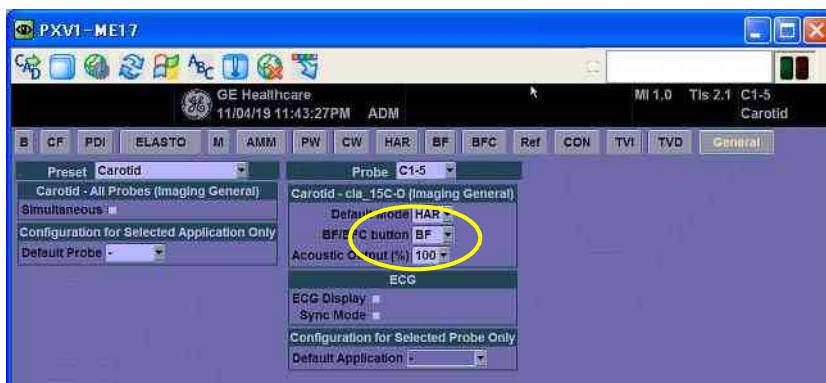 PXV1-ME17
GE Healthcare
11/04/19 11:43:27PM ADM
MI 1.0 TIs 2.1 C1-5
Carotid
B CF PDI ELASTO M AMM PW CW HAR BF BFC Ref CON TVI TVD General
Preset Carotid
Carotid - All Probes (Imaging General)
Simultaneous
Configuration for Selected Application Only
Default Probe -
Probe C1-5
Carotid - cla_15C-D (Imaging General)
Default Mode HAR
BF/BFC button BF
Acoustic Output (%) 100
ECG
ECG Display
Sync Mode
Configuration for Selected Probe Only
Default Application -